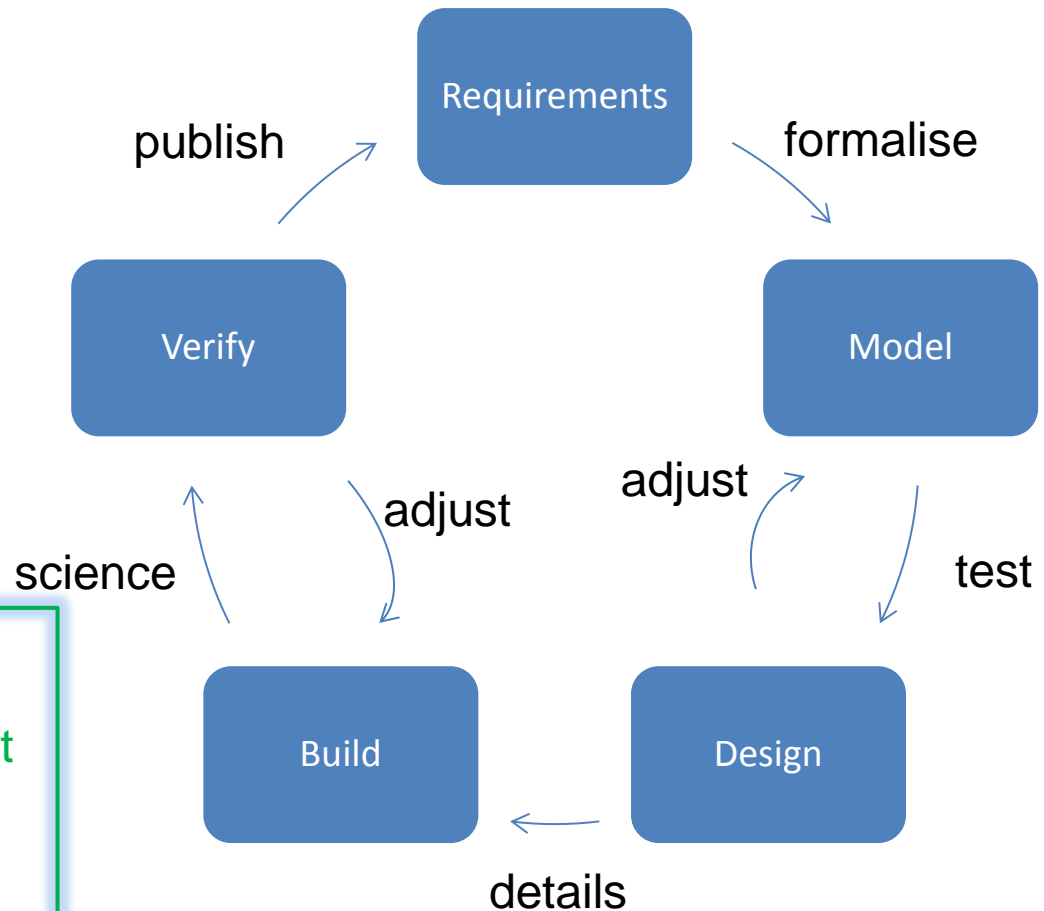 Requirements
publish
formalise
Verify
Model
adjust
adjust
science
test
t
Build
Design
details